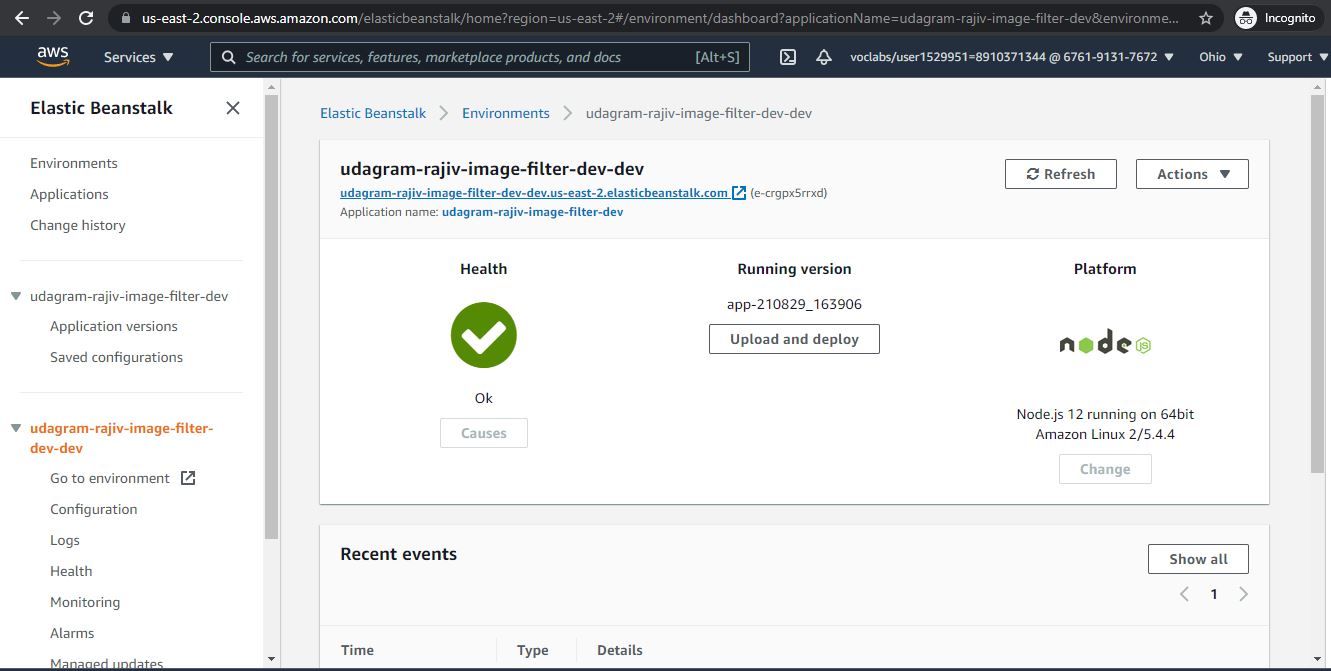 us-east-2.console.aws.amazon.com/elasticbeanstalk/home?region=us-east-2#/environment/dashboard?applicationName=udagram-rajiv-image-filter-dev&environme...
Incognito
aws
Services
Search for services, features, marketplace products, and docs
[Alt+S]
voclabs/user1529951=8910371344 @ 6761-9131-7672
Ohio
Support
Elastic Beanstalk
Environments
Applications
Change history
udagram-rajiv-image-filter-dev
Application versions
Saved configurations
udagram-rajiv-image-filter-
dev-dev
Go to environment
Configuration
Logs
Health
Monitoring
Alarms
Managed updates
Elastic Beanstalk
Environments
udagram-rajiv-image-filter-dev-dev
udagram-rajiv-image-filter-dev-dev
udagram-rajiv-image-filter-dev-dev.us-east-2.elasticbeanstalk.com (e-crgpx5rrxd)
Application name: udagram-rajiv-image-filter-dev
Refresh
Actions
Health
Ok
Causes
Running version
app-210829_163906
Upload and deploy
Platform
node JS
Node.js 12 running on 64bit
Amazon Linux 2/5.4.4
Change
Recent events
Show all
1
Time
Type
Details